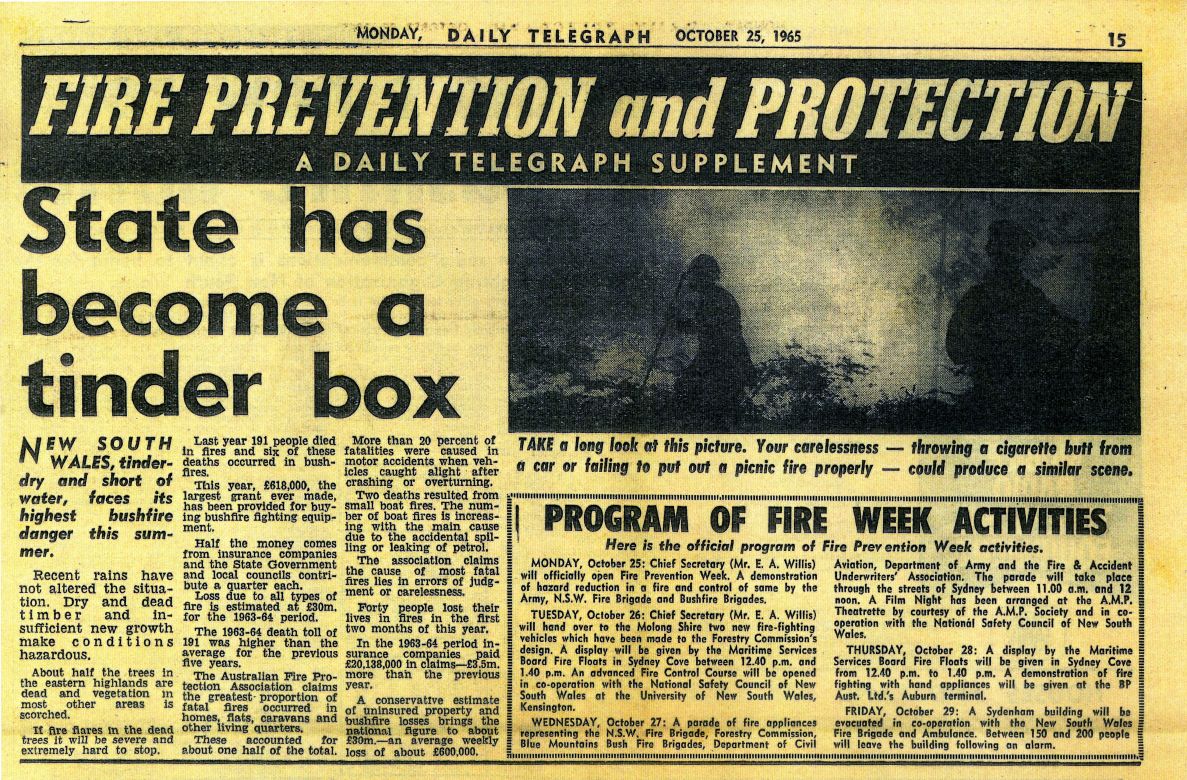 MONDAY, DAILY TELEGRAPH OCTOBER 25, 1965 15
FIRE PREVENTION and PROTECTION
A DAILY TELEGRAPH SUPPLEMENT
State has
become a
tinder box
NEW SOUTH
WALES, tinder-
dry and short of
water, faces its
highest bushfire
danger this sum-
mer.
Recent rains have
not altered the situa-
tion. Dry and dead
timber and in-
sufficient new growth
make conditions
hazardous.
About half the trees in
the eastern highlands are
dead and vegetation in
most other areas is
scorched.
If fire flares in the dead
trees it will be severe and
extremely hard to stop.
Last year 191 people died
in fires and six of these
deaths occurred in bush-
fires.
This year, £618,000, the
largest grant ever made,
has been provided for buy-
ing bushfire fighting equip-
ment.
Half the money comes
from insurance companies
and the State Government
and local councils contri-
bute a quarter each.
Loss due to all types of
fire is estimated at £30m.
for the 1963-64 period.
The 1963-64 death toll of
191 was higher than the
average for the previous
five years.
The Australian Fire Pro-
tection Association claims
the greatest proportion of
fatal fires occurred in
homes, flats, caravans and
other living quarters.
These accounted for
about one half of the total.
More than 20 percent of
fatalities were caused in
motor accidents when veh-
icles caught alight after
crashing or overturning.
Two deaths resulted from
small boat fires. The num-
ber of boat fires is increas-
ing with the main cause
due to the accidental spil-
ling or leaking of petrol.
The association claims
the cause of most fatal
fires lies in errors of judg-
ment or carelessness.
Forty people lost their
lives in fires in the first
two months of this year.
In the 1963-64 period in-
surance companies paid
£20,138,000 in claims—£3.5m.
more than the previous
year.
A conservative estimate
of uninsured property and
bushfire losses brings the
national figure to about
£30m.—an average weekly
loss of about £600,000.
TAKE a long look at this picture. Your carelessness — throwing a cigarette butt from
a car or failing to put out a picnic fire properly — could produce a similar scene.
PROGRAM OF FIRE WEEK ACTIVITIES
Here is the official program of Fire Prevention Week activities.
MONDAY, October 25: Chief Secretary (Mr. E. A. Willis)
will officially open Fire Prevention Week. A demonstration
of hazard reduction in a fire and control of same by the
Army, N.S.W. Fire Brigade and Bushfire Brigades.
TUESDAY, October 26: Chief Secretary (Mr. E. A. Willis)
will hand over to the Molong Shire two new fire-fighting
vehicles which have been made to the Forestry Commission's
design. A display will be given by the Maritime Services
Board Fire Floats in Sydney Cove between 12.40 p.m. and
1.40 p.m. An advanced Fire Control Course will be opened
in co-operation with the National Safety Council of New
South Wales at the University of New South Wales,
Kensington.
WEDNESDAY, October 27: A parade of fire appliances
representing the N.S.W. Fire Brigade, Forestry Commission,
Blue Mountains Bush Fire Brigades, Department of Civil
Aviation, Department of Army and the Fire & Accident
Underwriters' Association. The parade will take place
through the streets of Sydney between 11.00 a.m. and 12
noon. A Film Night has been arranged at the A.M.P.
Theatrette by courtesy of the A.M.P. Society and in co-
operation with the National Safety Council of New South
Wales.
THURSDAY, October 28: A display by the Maritime
Services Board Fire Floats will be given in Sydney Cove
from 12.40 p.m. to 1.40 p.m. A demonstration of fire
fighting with hand appliances will be given at the BP
Aust. Ltd.'s Auburn terminal.
FRIDAY, October 29: A Sydenham building will be
evacuated in co-operation with the New South Wales
Fire Brigade and Ambulance. Between 150 and 200 people
will leave the building following an alarm.